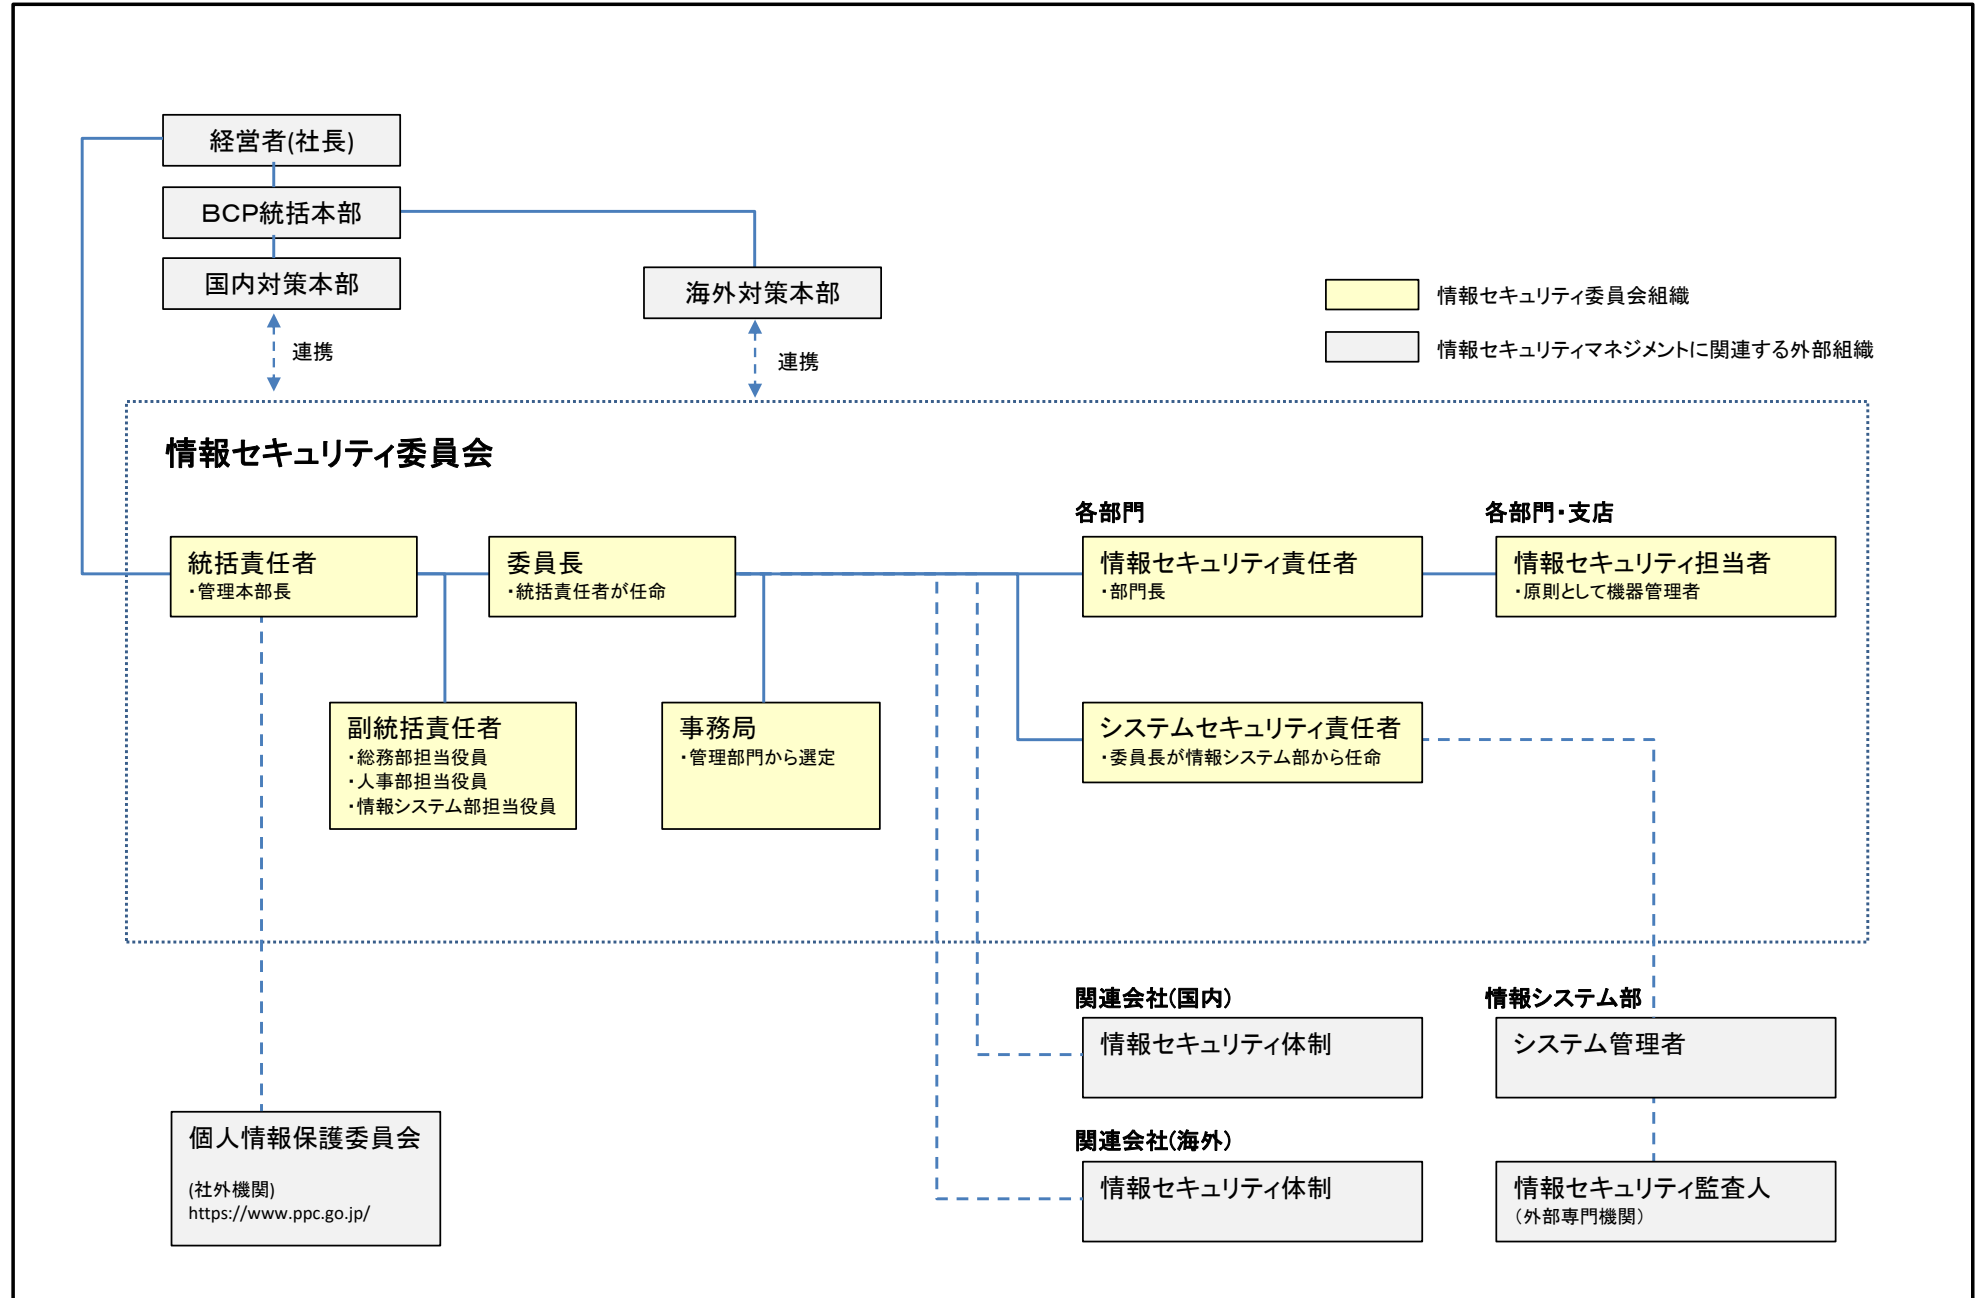 経営者(社長)
BCP統括本部
国内対策本部
海外対策本部
連携
連携
情報セキュリティ委員会組織
情報セキュリティマネジメントに関連する外部組織
情報セキュリティ委員会
各部門
各部門・支店
統括責任者
・管理本部長
委員長
・統括責任者が任命
情報セキュリティ責任者
・部門長
情報セキュリティ担当者
・原則として機器管理者
副統括責任者
・総務部担当役員
・人事部担当役員
・情報システム部担当役員
事務局
・管理部門から選定
システムセキュリティ責任者
・委員長が情報システム部から任命
関連会社(国内)
情報セキュリティ体制
情報システム部
システム管理者
個人情報保護委員会
(社外機関)
https://www.ppc.go.jp/
関連会社(海外)
情報セキュリティ体制
情報セキュリティ監査人
（外部専門機関）